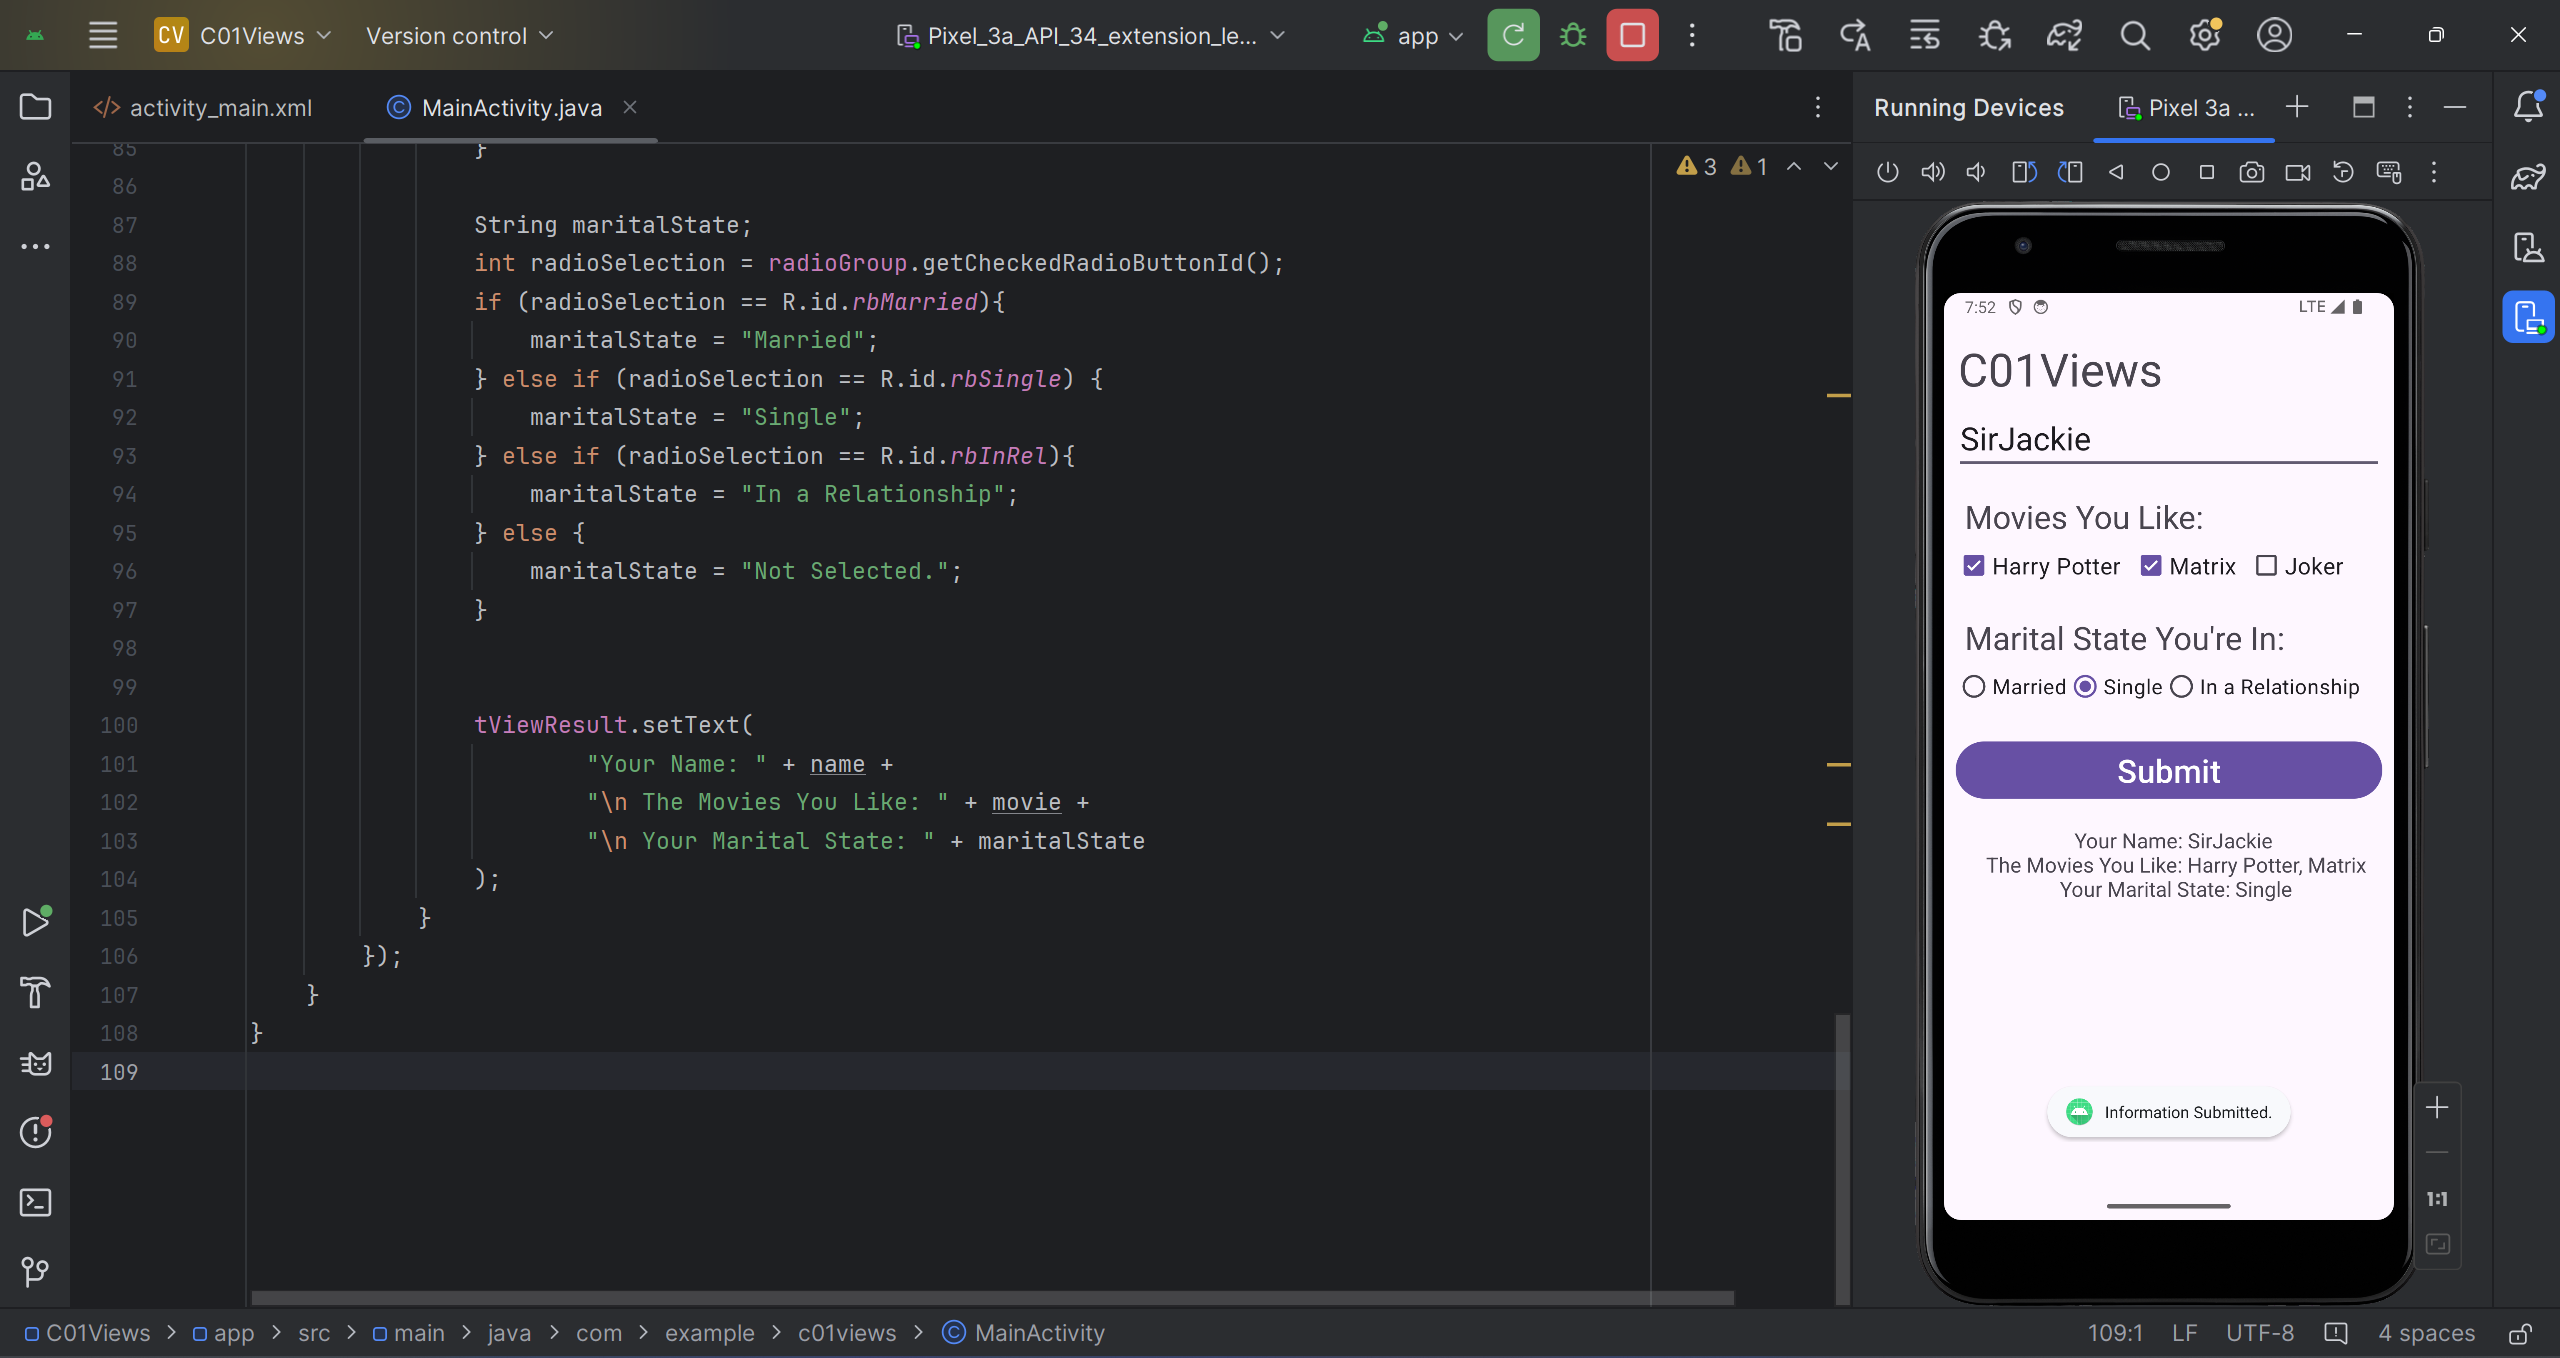 CV C01Views Version control Pixel_3a_API_34_extension_le... app
activity_main.xml MainActivity.java
3 1
85 }
86
87 String maritalState;
88 int radioSelection = radioGroup.getCheckedRadioButtonId();
89 if (radioSelection == R.id.rbMarried){
90 maritalState = "Married";
91 } else if (radioSelection == R.id.rbSingle) {
92 maritalState = "Single";
93 } else if (radioSelection == R.id.rbInRel){
94 maritalState = "In a Relationship";
95 } else {
96 maritalState = "Not Selected.";
97 }
98
99
100 tViewResult.setText(
101 "Your Name: " + name +
102 "\n The Movies You Like: " + movie +
103 "\n Your Marital State: " + maritalState
104 );
105 }
106 });
107 }
108 }
109
Running Devices Pixel 3a ...
7:52 LTE
C01Views
SirJackie
Movies You Like:
Harry Potter Matrix Joker
Marital State You're In:
Married Single In a Relationship
Submit
Your Name: SirJackie
The Movies You Like: Harry Potter, Matrix
Your Marital State: Single
Information Submitted.
1:1
C01Views > app > src > main > java > com > example > c01views > MainActivity
109:1 LF UTF-8 4 spaces